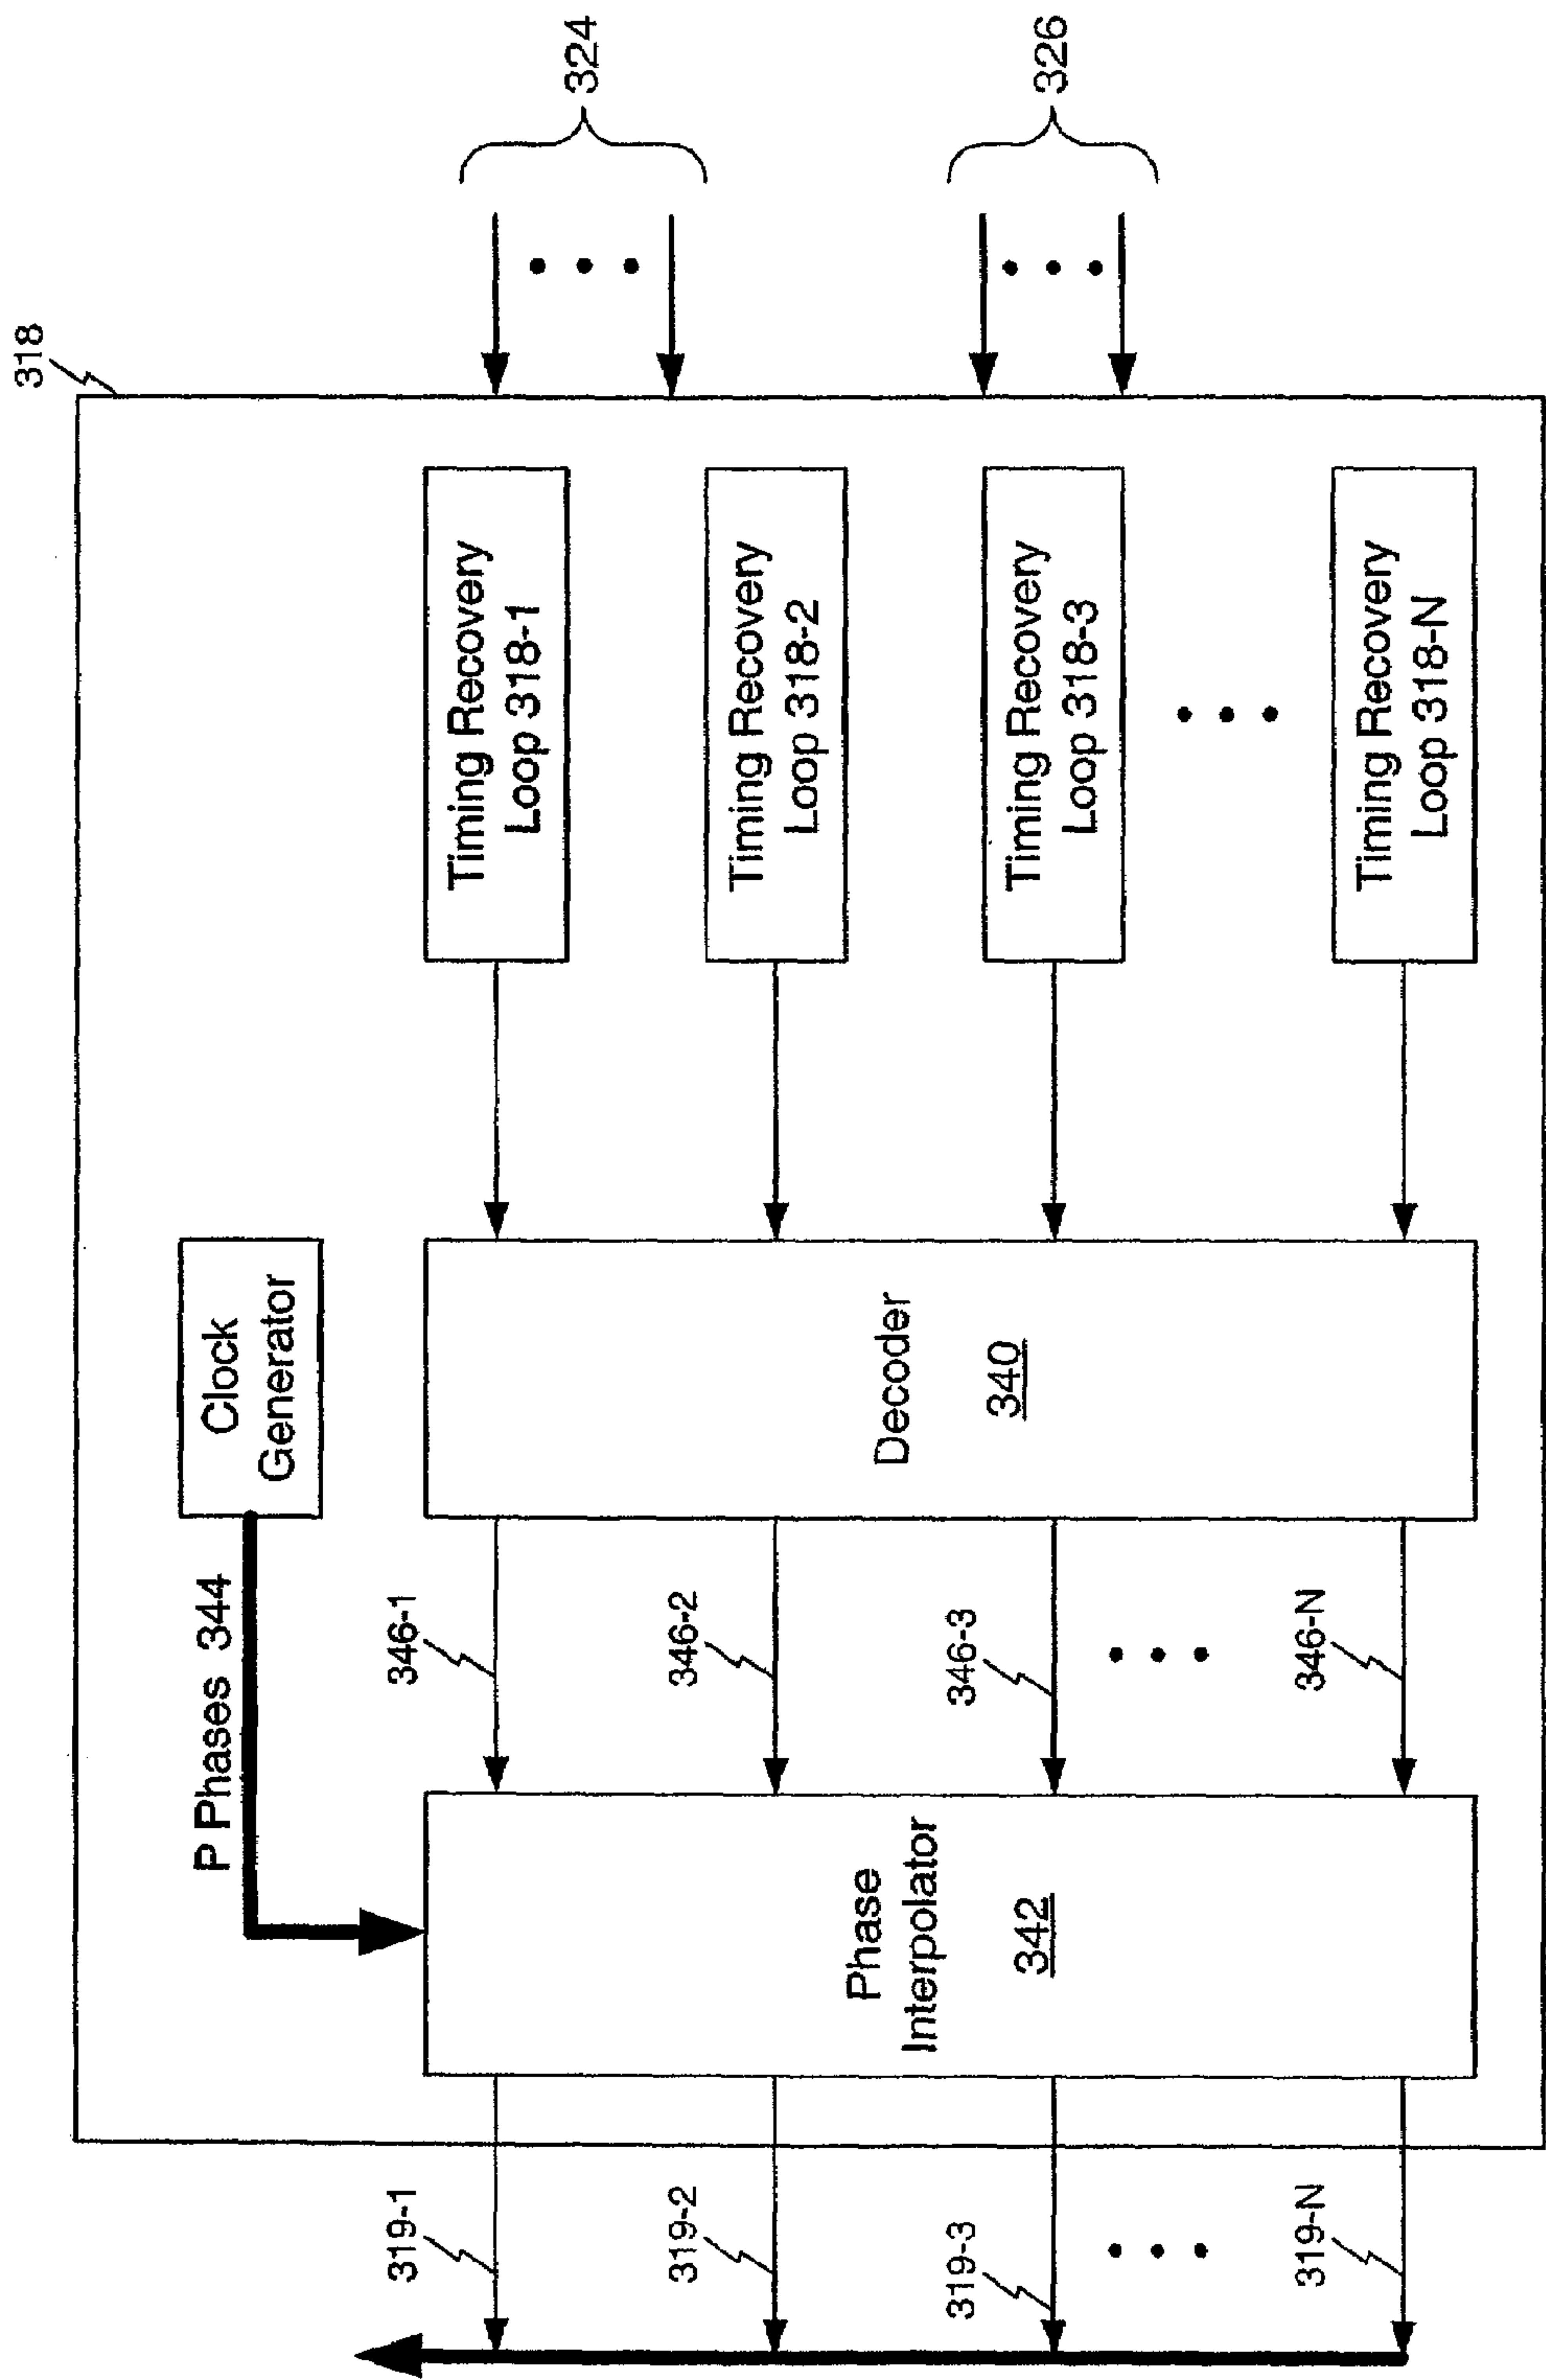 318
324
326
Timing Recovery
Loop 318-1
Timing Recovery
Loop 318-2
Timing Recovery
Loop 318-3
Timing Recovery
Loop 318-N
Clock
Generator
Decoder
340
P Phases 344
346-1
346-2
346-3
346-N
Phase
Interpolator
342
319-1
319-2
319-3
319-N